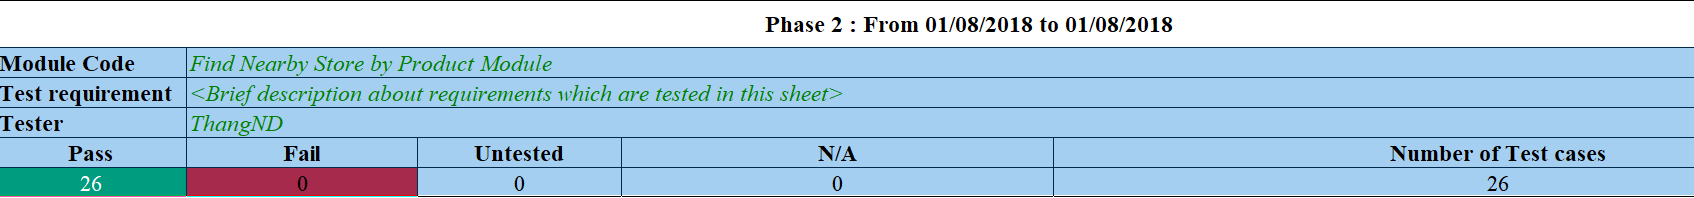 Phase 2 : From 01/08/2018 to 01/08/2018
Module Code Find Nearby Store by Product Module
Test requirement <Brief description about requirements which are tested in this sheet>
Tester ThangND
Pass Fail Untested N/A Number of Test cases
26 0 0 0 26